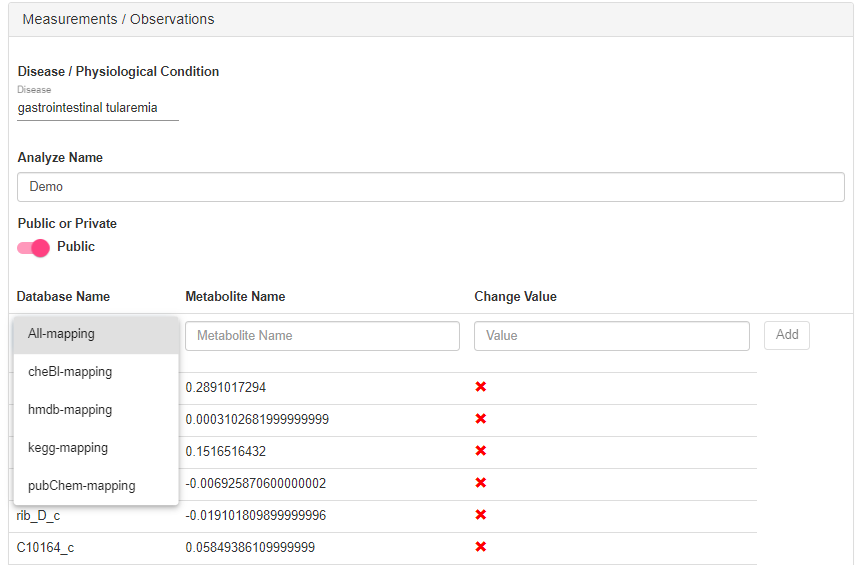 Measurements / Observations
Disease / Physiological Condition
Disease
gastrointestinal tularemia
Analyze Name
Demo
Public or Private
Public
Database Name Metabolite Name Change Value
All-mapping Metabolite Name Value Add
cheBI-mapping
0.2891017294
hmdb-mapping
0.0003102681999999999
kegg-mapping 0.1516516432
pubChem-mapping -0.006925870600000002
rib_D_c -0.019101809899999996
C10164_c 0.05849386109999999